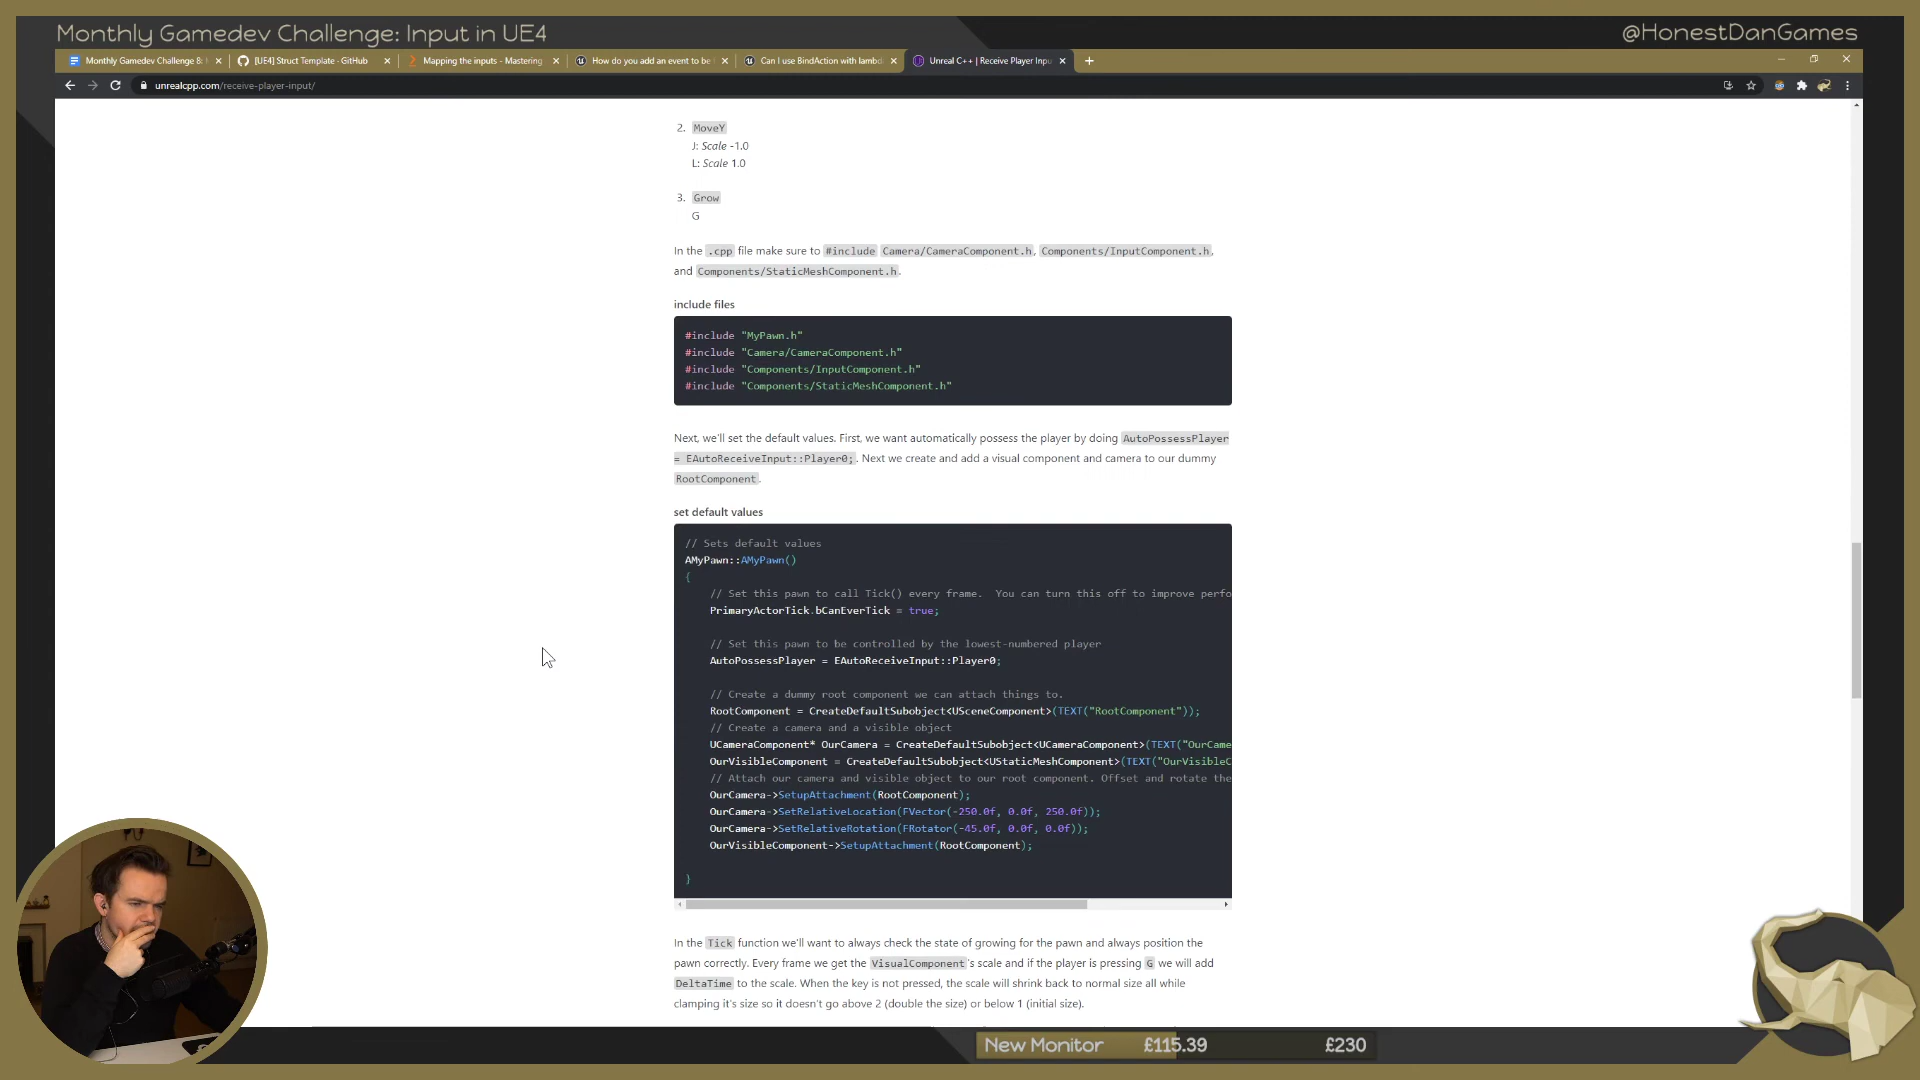 Monthly Gamedev Challenge: Input in UE4
@HonestDanGames
Monthly Gamedev Challenge 8:
[UE4] Struct Template - GitHub
Mapping the inputs - Mastering
How do you add an event to be
Can I use BindAction with lambd
Unreal C++ | Receive Player Inpu
unrealcpp.com/receive-player-input/
2. MoveY
J: Scale -1.0
L: Scale 1.0
3. Grow
G
In the .cpp file make sure to #include Camera/CameraComponent.h, Components/InputComponent.h,
and Components/StaticMeshComponent.h.
include files
#include "MyPawn.h"
#include "Camera/CameraComponent.h"
#include "Components/InputComponent.h"
#include "Components/StaticMeshComponent.h"
Next, we'll set the default values. First, we want automatically possess the player by doing AutoPossessPlayer
= EAutoReceiveInput::Player0;. Next we create and add a visual component and camera to our dummy
RootComponent.
set default values
// Sets default values
AMyPawn::AMyPawn()
{
// Set this pawn to call Tick() every frame. You can turn this off to improve perfo
PrimaryActorTick.bCanEverTick = true;
// Set this pawn to be controlled by the lowest-numbered player
AutoPossessPlayer = EAutoReceiveInput::Player0;
// Create a dummy root component we can attach things to.
RootComponent = CreateDefaultSubobject<USceneComponent>(TEXT("RootComponent"));
// Create a camera and a visible object
UCameraComponent* OurCamera = CreateDefaultSubobject<UCameraComponent>(TEXT("OurCame
OurVisibleComponent = CreateDefaultSubobject<UStaticMeshComponent>(TEXT("OurVisibleC
// Attach our camera and visible object to our root component. Offset and rotate the
OurCamera->SetupAttachment(RootComponent);
OurCamera->SetRelativeLocation(FVector(-250.0f, 0.0f, 250.0f));
OurCamera->SetRelativeRotation(FRotator(-45.0f, 0.0f, 0.0f));
OurVisibleComponent->SetupAttachment(RootComponent);
}
In the Tick function we'll want to always check the state of growing for the pawn and always position the
pawn correctly. Every frame we get the VisualComponent's scale and if the player is pressing G we will add
DeltaTime to the scale. When the key is not pressed, the scale will shrink back to normal size all while
clamping it's size so it doesn't go above 2 (double the size) or below 1 (initial size).
New Monitor £115.39 £230